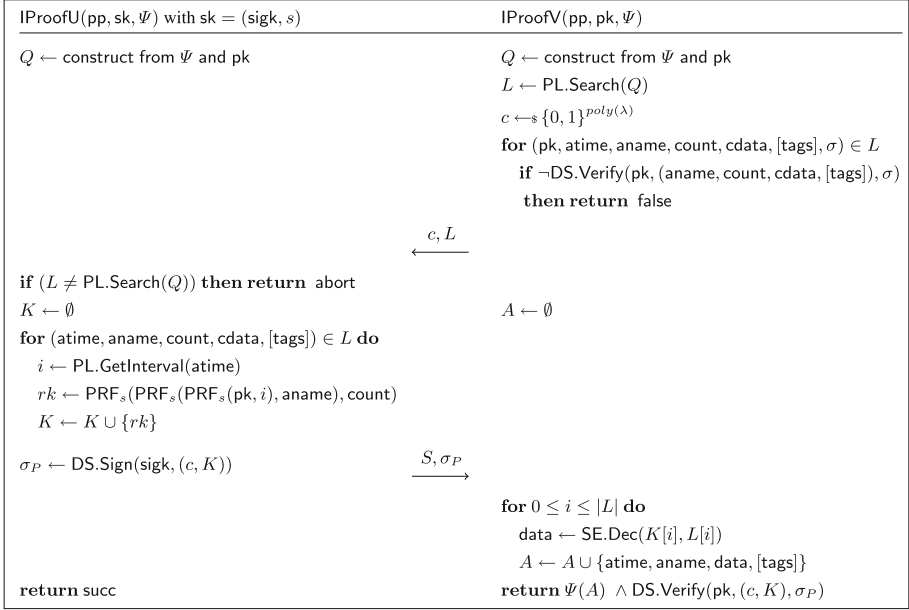 IProofU(pp, sk, Ψ) with sk = (sigk, s)
IProofV(pp, pk, Ψ)
Q ← construct from Ψ and pk
Q ← construct from Ψ and pk
L ← PL.Search(Q)
c ←$ {0, 1}^poly(λ)
for (pk, atime, aname, count, cdata, [tags], σ) ∈ L
if ¬DS.Verify(pk, (aname, count, cdata, [tags]), σ)
then return false
c, L
if (L ≠ PL.Search(Q)) then return abort
K ← ∅
A ← ∅
for (atime, aname, count, cdata, [tags]) ∈ L do
i ← PL.GetInterval(atime)
rk ← PRF_s(PRF_s(PRF_s(pk, i), aname), count)
K ← K ∪ {rk}
σ_P ← DS.Sign(sigk, (c, K))
S, σ_P
for 0 ≤ i ≤ |L| do
data ← SE.Dec(K[i], L[i])
A ← A ∪ {atime, aname, data, [tags]}
return succ
return Ψ(A) ∧ DS.Verify(pk, (c, K), σ_P)